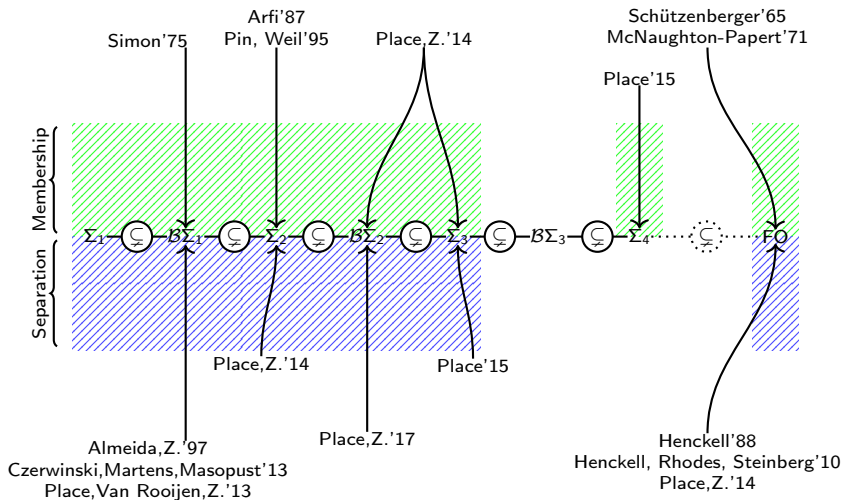 Arfi'87
Schützenberger'65
Simon'75
Pin, Weil'95
Place,Z.'14
McNaughton-Papert'71
Place'15
Membership
Σ1 ⊊ BΣ1 ⊊ Σ2 ⊊ BΣ2 ⊊ Σ3 ⊊ BΣ3 ⊊ Σ4 ⊊ FO
Separation
Place,Z.'14
Place'15
Place,Z.'17
Almeida,Z.'97
Czerwinski,Martens,Masopust'13
Place,Van Rooijen,Z.'13
Henckell'88
Henckell, Rhodes, Steinberg'10
Place,Z.'14